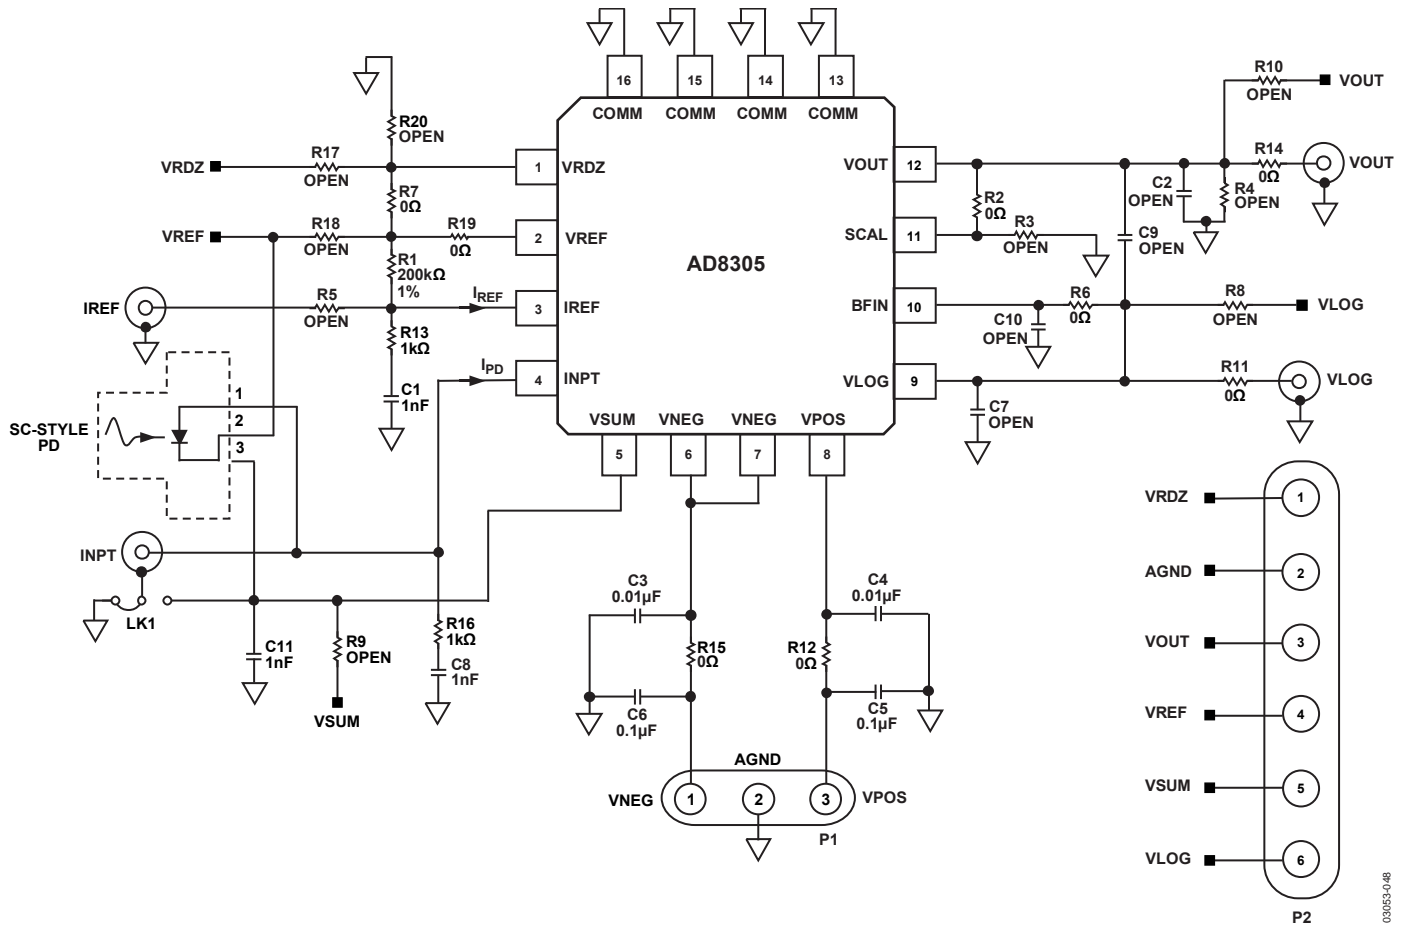 16 15 14 13
COMM COMM COMM COMM
R10
OPEN
VOUT
R20
OPEN
VRDZ
R17
OPEN
1
VRDZ
R7
0Ω
VREF
R18
OPEN
R19
0Ω
2
VREF
R1
200kΩ
1%
IREF
R5
OPEN
IREF
3
IREF
R13
1kΩ
IPD
4
INPT
C1
1nF
AD8305
VOUT
12
R14
0Ω
VOUT
C2
OPEN
R4
OPEN
R2
0Ω
SCAL
11
R3
OPEN
C9
OPEN
BFIN
10
R6
0Ω
C10
OPEN
R8
OPEN
VLOG
VLOG
9
R11
0Ω
VLOG
C7
OPEN
VSUM VNEG VNEG VPOS
5 6 7 8
SC-STYLE
PD
1
2
3
INPT
LK1
C11
1nF
R9
OPEN
VSUM
R16
1kΩ
C8
1nF
C3
0.01µF
R15
0Ω
C6
0.1µF
C4
0.01µF
R12
0Ω
C5
0.1µF
AGND
VNEG
1 2 3
VPOS
P1
VRDZ 1
AGND 2
VOUT 3
VREF 4
VSUM 5
VLOG 6
P2
03053-048